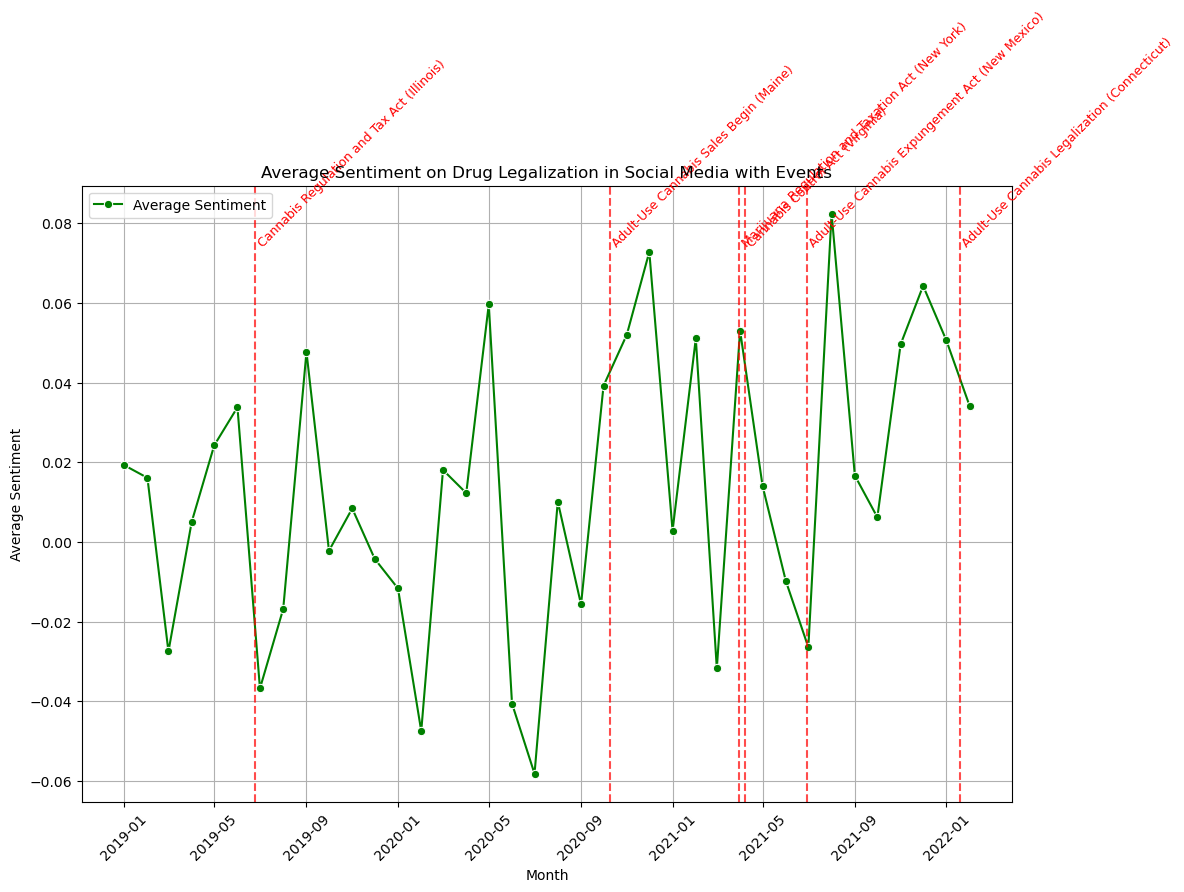 Cannabis Regulation and Tax Act (Illinois)
Adult-Use Cannabis Sales Begin (Maine)
Marijuana Regulation and Taxation Act (New York)
Cannabis Control Act (Virginia)
Adult-Use Cannabis Expungement Act (New Mexico)
Adult-Use Cannabis Legalization (Connecticut)
Average Sentiment on Drug Legalization in Social Media with Events
Average Sentiment
Average Sentiment
0.08
0.06
0.04
0.02
0.00
−0.02
−0.04
−0.06
2019-01
2019-05
2019-09
2020-01
2020-05
2020-09
2021-01
2021-05
2021-09
2022-01
Month